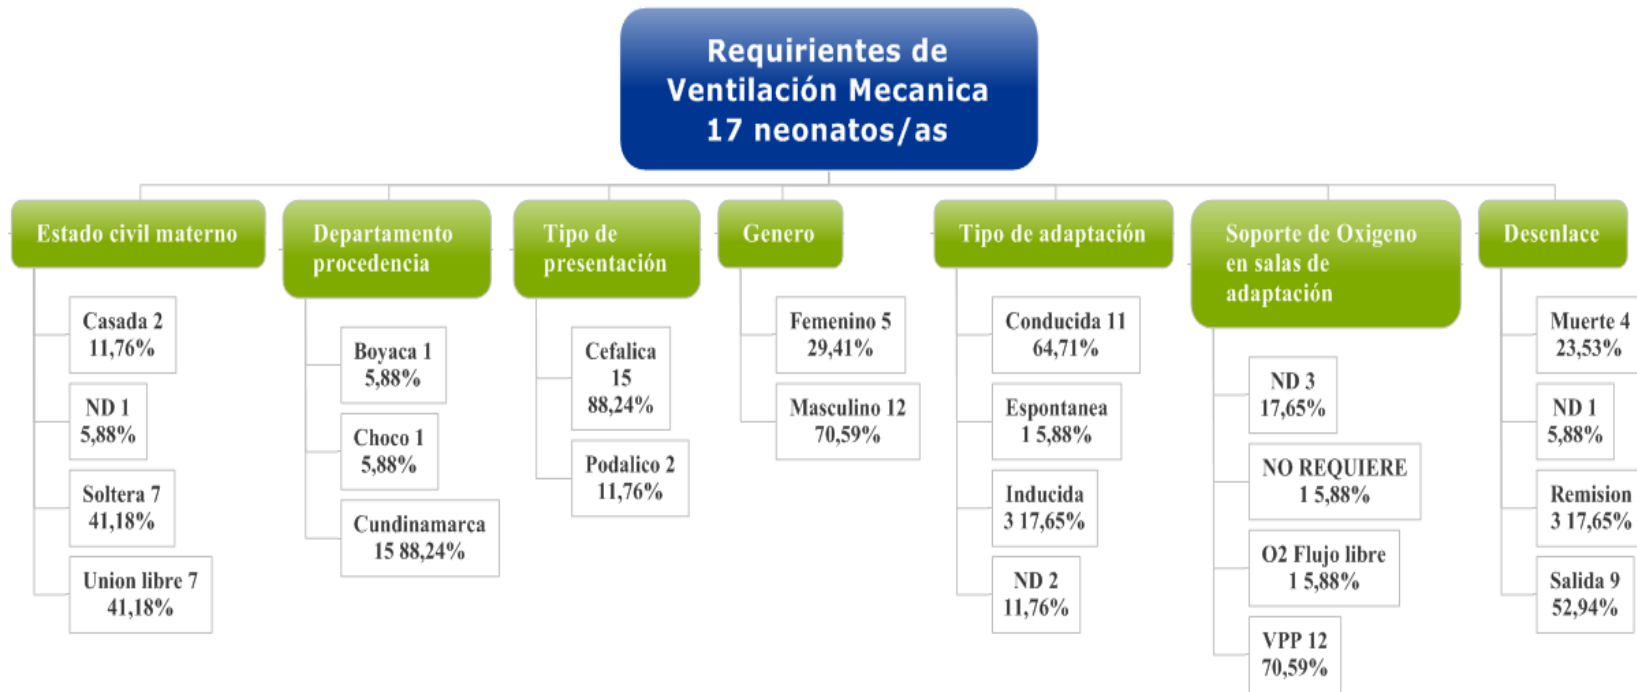 Requirientes de
Ventilación Mecanica
17 neonatos/as
Estado civil materno
Casada 2
11,76%
ND 1
5,88%
Soltera 7
41,18%
Union libre 7
41,18%
Departamento
procedencia
Boyaca 1
5,88%
Choco 1
5,88%
Cundinamarca
15 88,24%
Tipo de
presentación
Cefalica
15
88,24%
Podalico 2
11,76%
Genero
Femenino 5
29,41%
Masculino 12
70,59%
Tipo de adaptación
Conducida 11
64,71%
Espontanea
1 5,88%
Inducida
3 17,65%
ND 2
11,76%
Soporte de Oxigeno
en salas de
adaptación
ND 3
17,65%
NO REQUIERE
1 5,88%
O2 Flujo libre
1 5,88%
VPP 12
70,59%
Desenlace
Muerte 4
23,53%
ND 1
5,88%
Remision
3 17,65%
Salida 9
52,94%